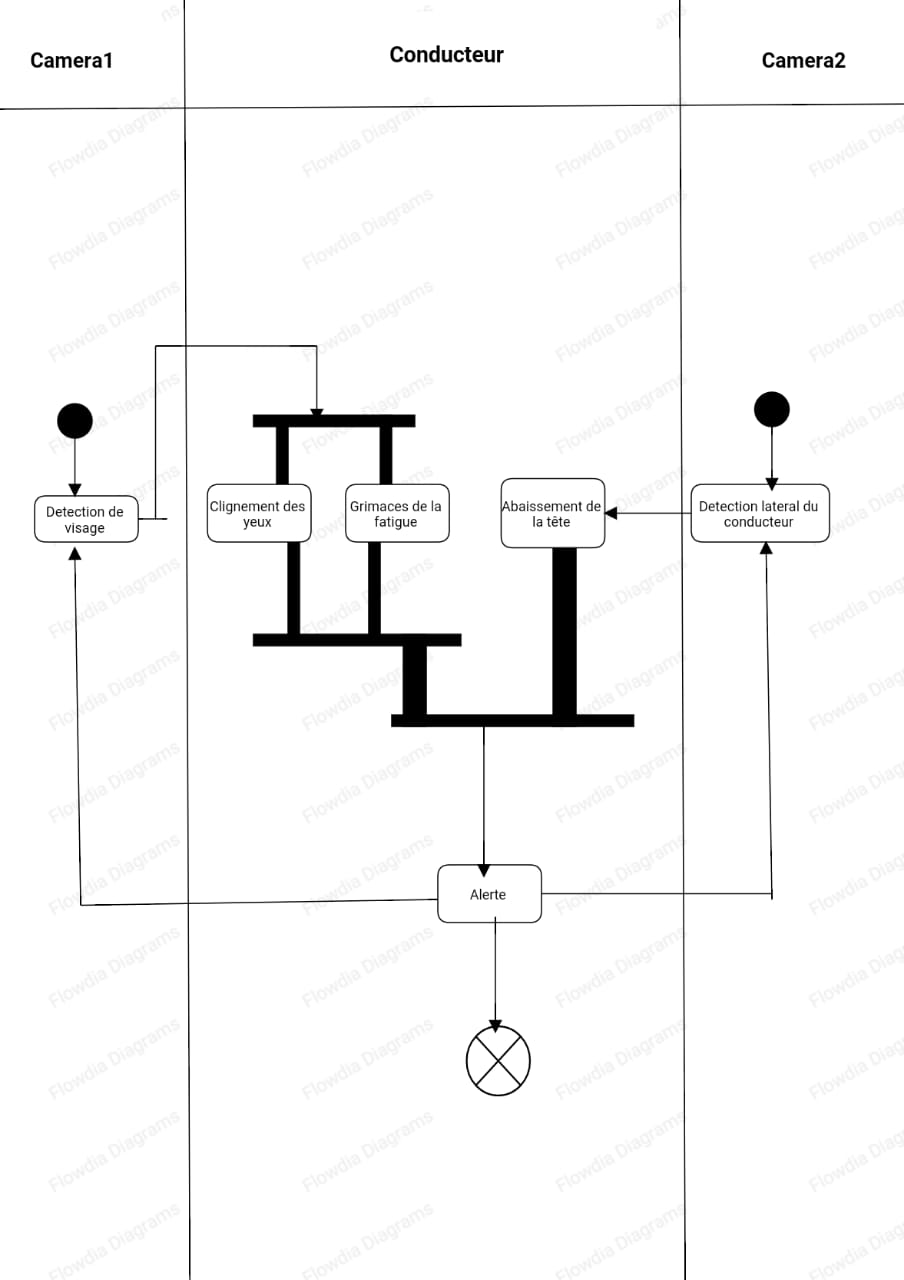 Camera1
Conducteur
Camera2
Detection de
visage
Clignement des
yeux
Grimaces de la
fatigue
Abaissement de
la tête
Detection lateral du
conducteur
Alerte
Flowdia Diagrams